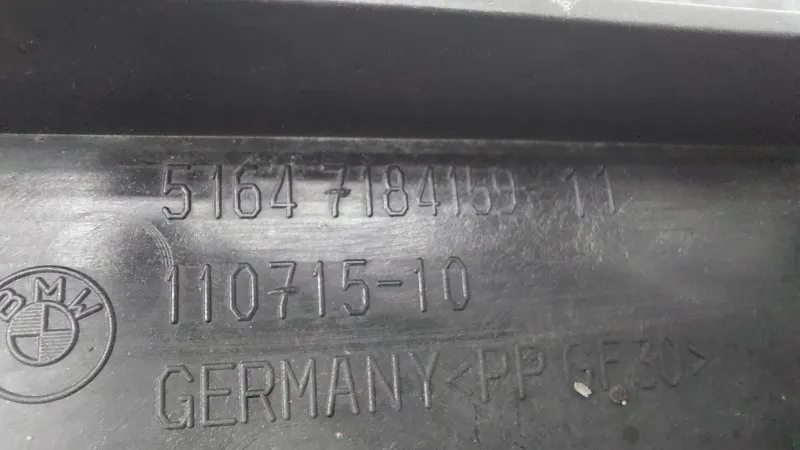 5164 7184159-11
110715-10
BMW
GERMANY <PP GF30>